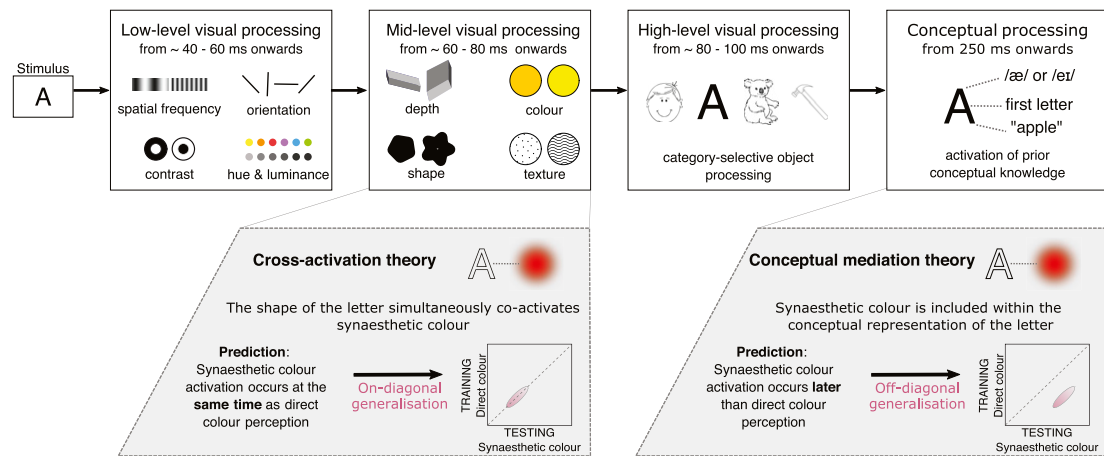 Stimulus
A
Low-level visual processing
from ~ 40 - 60 ms onwards
spatial frequency
orientation
contrast
hue & luminance
Mid-level visual processing
from ~ 60 - 80 ms onwards
depth
colour
shape
texture
High-level visual processing
from ~ 80 - 100 ms onwards
A
category-selective object
processing
Conceptual processing
from 250 ms onwards
A
/æ/ or /eɪ/
first letter
"apple"
activation of prior
conceptual knowledge
Cross-activation theory
A
The shape of the letter simultaneously co-activates
synaesthetic colour
Prediction:
Synaesthetic colour
activation occurs at the
same time as direct
colour perception
On-diagonal
generalisation
TRAINING
Direct colour
TESTING
Synaesthetic colour
Conceptual mediation theory
A
Synaesthetic colour is included within the
conceptual representation of the letter
Prediction:
Synaesthetic colour
activation occurs later
than direct colour
perception
Off-diagonal
generalisation
TRAINING
Direct colour
TESTING
Synaesthetic colour